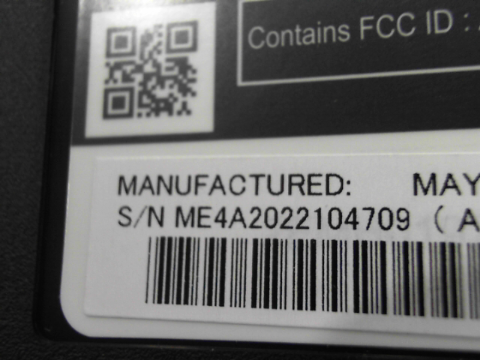 Contains FCC ID :
MANUFACTURED: MAY
S/N ME4A2022104709 ( A